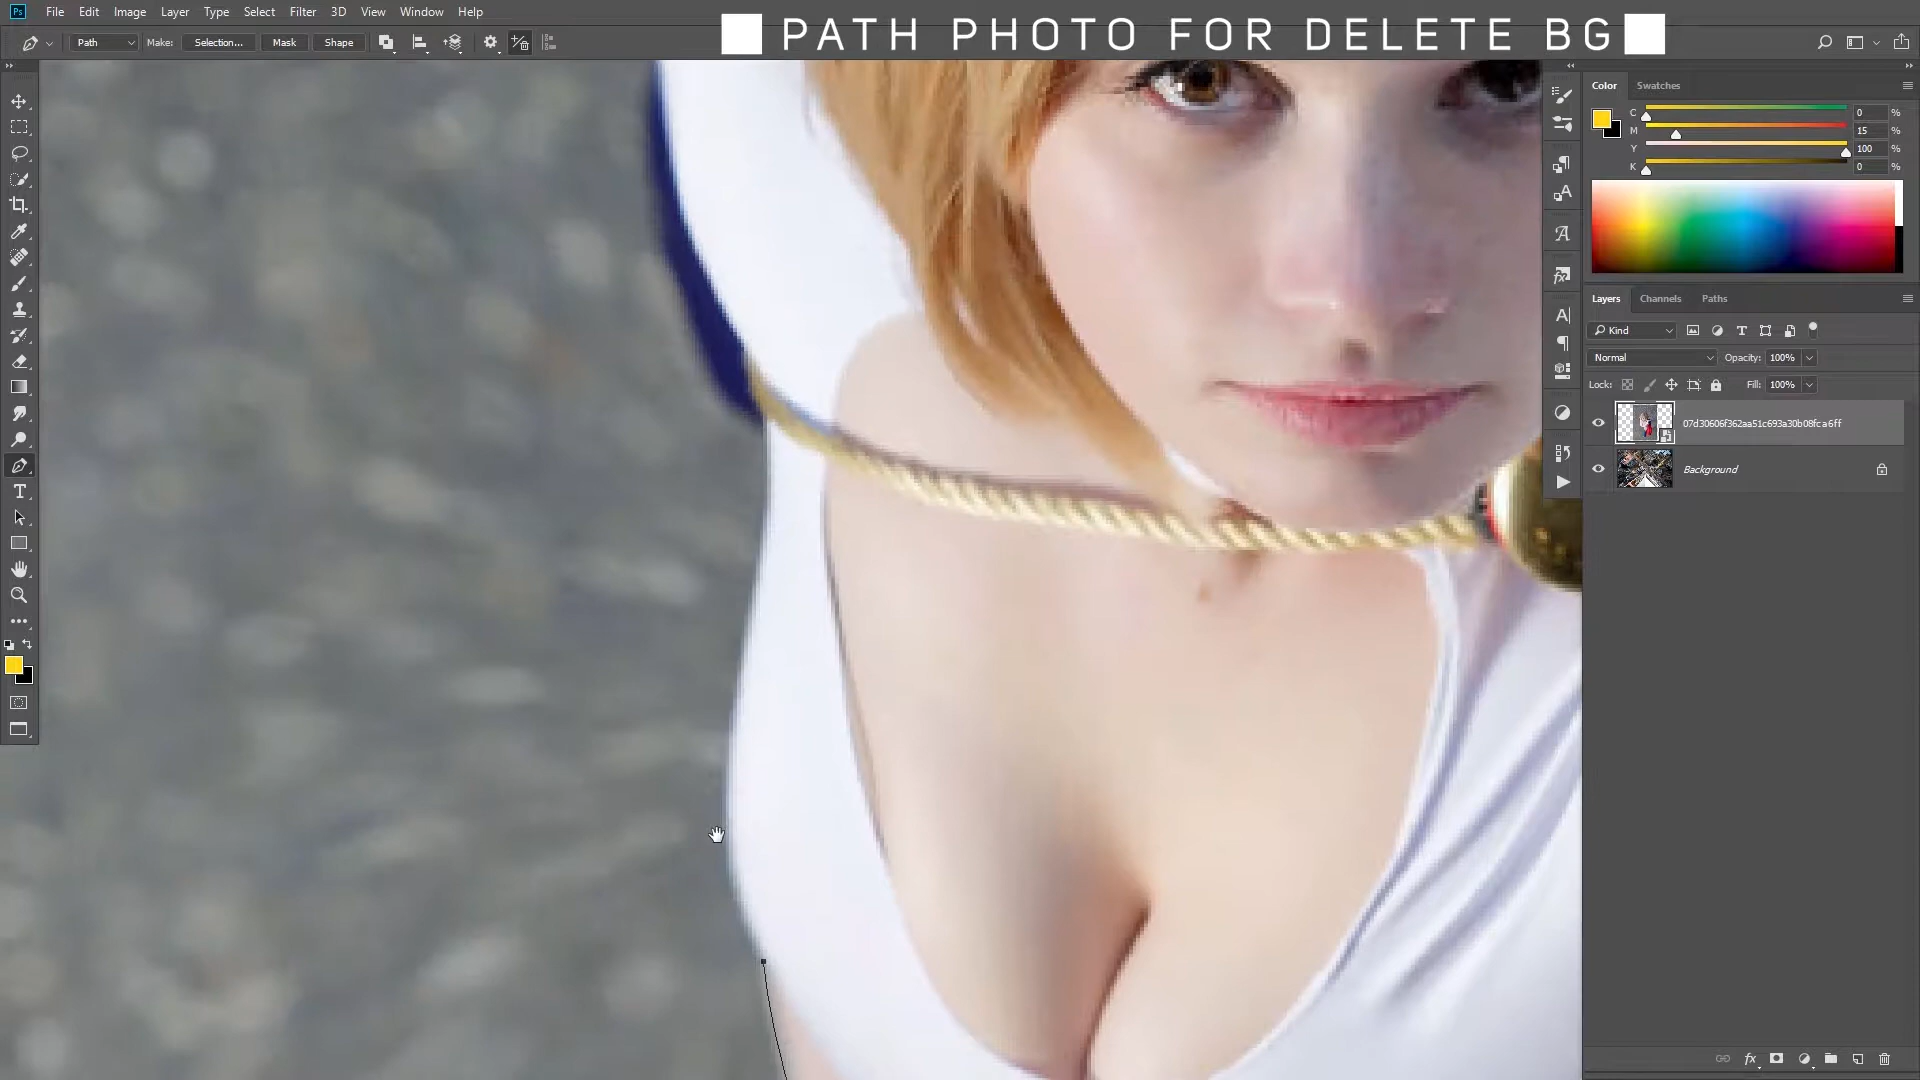 Ps File Edit Image Layer Type Select Filter 3D View Window Help
PATH PHOTO FOR DELETE BG
Path Make: Selection... Mask Shape
Color Swatches
C 0 %
M 15 %
Y 100 %
K 0 %
Layers Channels Paths
Kind
Normal Opacity: 100%
Lock: Fill: 100%
07d30606f362aa51c693a30b08fca6ff
Background